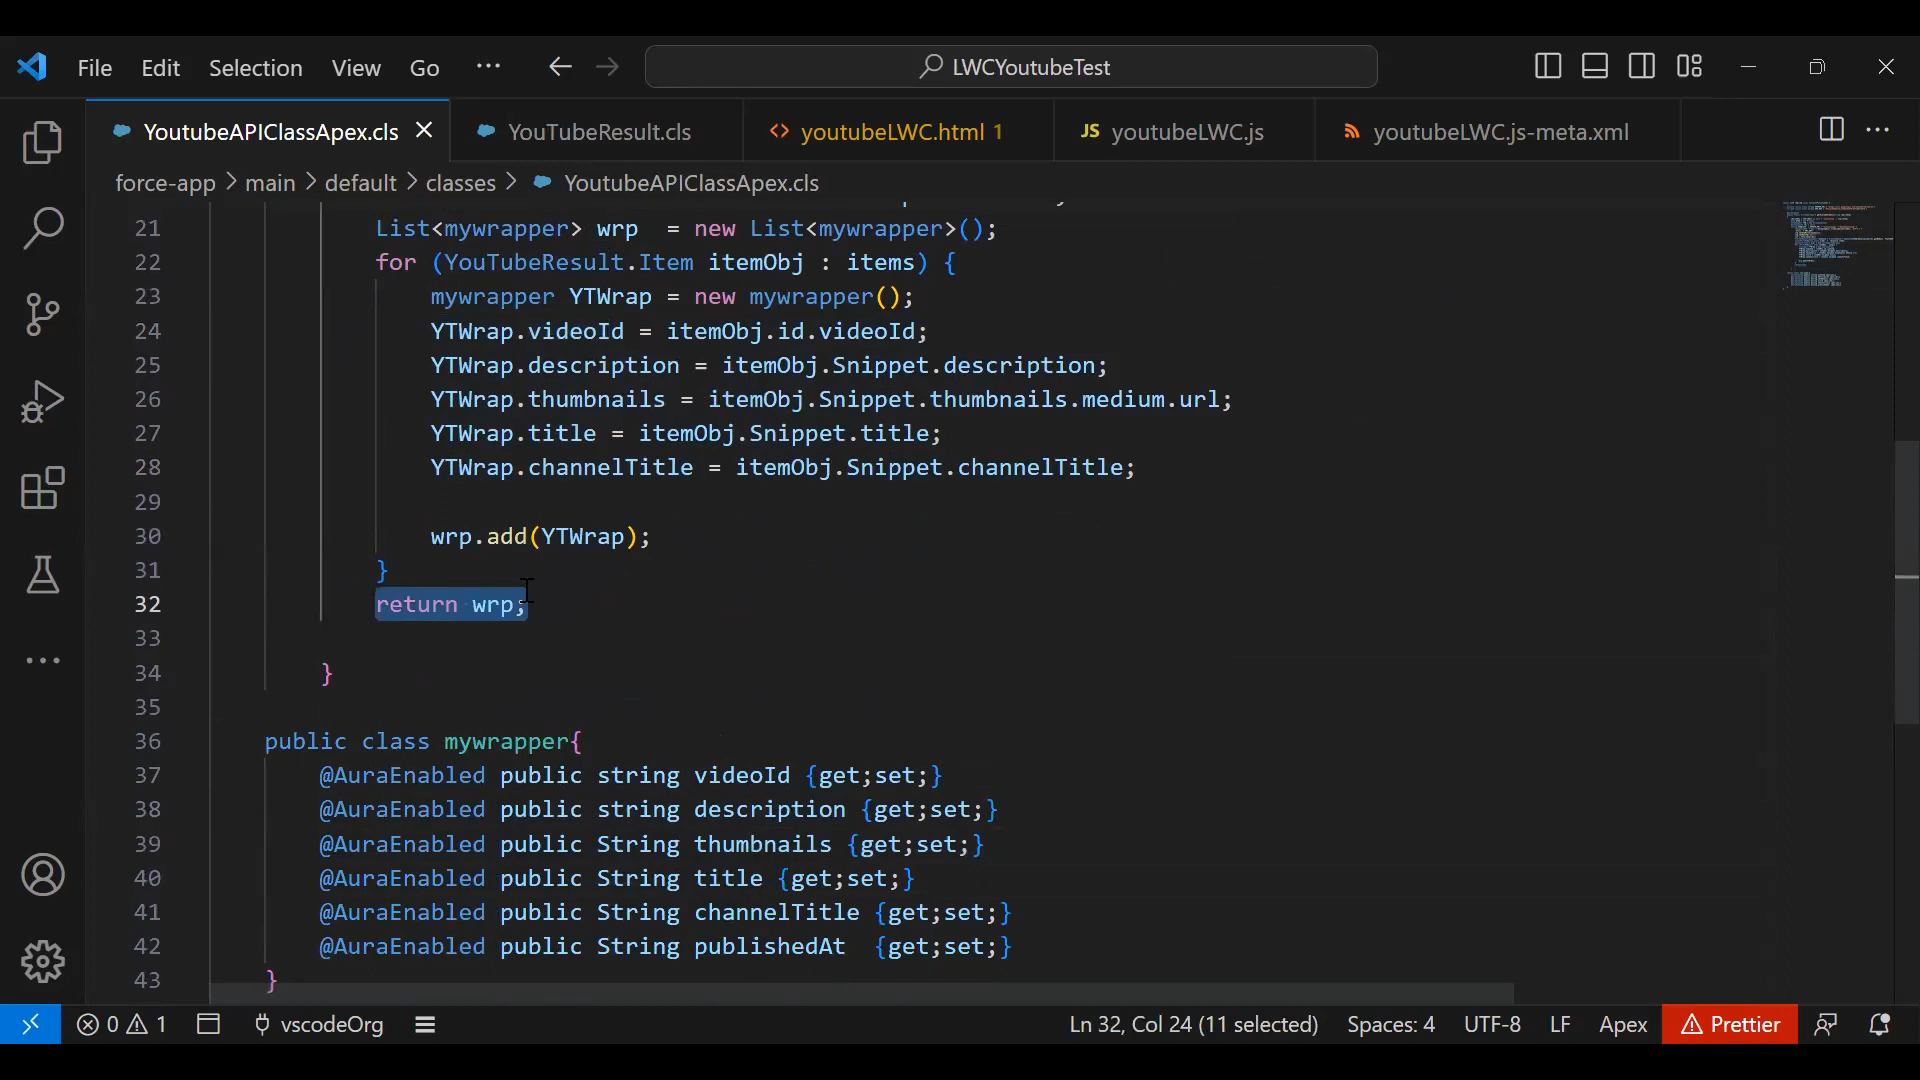 File Edit Selection View Go ··· LWCYoutubeTest
YoutubeAPIClassApex.cls YouTubeResult.cls youtubeLWC.html 1 JS youtubeLWC.js youtubeLWC.js-meta.xml
force-app > main > default > classes > YoutubeAPIClassApex.cls
21 List<mywrapper> wrp  = new List<mywrapper>();
22 for (YouTubeResult.Item itemObj : items) {
23 mywrapper YTWrap = new mywrapper();
24 YTWrap.videoId = itemObj.id.videoId;
25 YTWrap.description = itemObj.Snippet.description;
26 YTWrap.thumbnails = itemObj.Snippet.thumbnails.medium.url;
27 YTWrap.title = itemObj.Snippet.title;
28 YTWrap.channelTitle = itemObj.Snippet.channelTitle;
29
30 wrp.add(YTWrap);
31 }
32 return wrp;
33
34 }
35
36 public class mywrapper{
37 @AuraEnabled public string videoId {get;set;}
38 @AuraEnabled public string description {get;set;}
39 @AuraEnabled public String thumbnails {get;set;}
40 @AuraEnabled public String title {get;set;}
41 @AuraEnabled public String channelTitle {get;set;}
42 @AuraEnabled public String publishedAt  {get;set;}
43 }
0 1 vscodeOrg Ln 32, Col 24 (11 selected) Spaces: 4 UTF-8 LF Apex Prettier